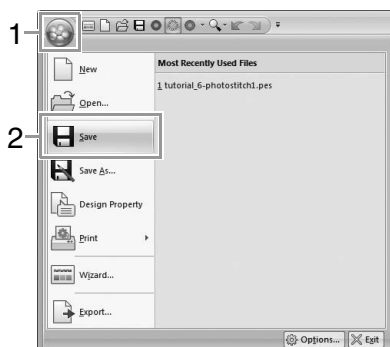 1
New
Most Recently Used Files
1 tutorial_6-photostitch1.pes
Open...
2
Save
Save As...
Design Property
Print
Wizard...
Export...
Options... Exit